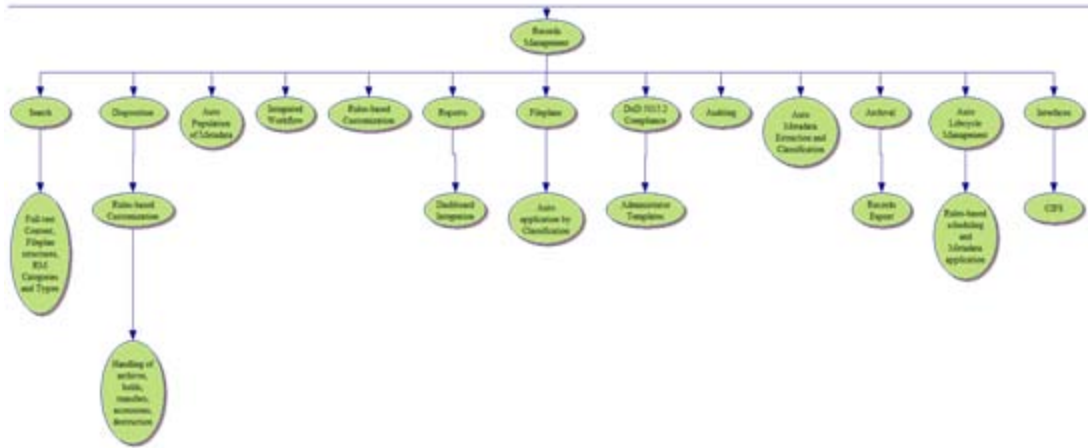 Records
Management
Search
Disposition
Auto
Population
of Metadata
Integrated
Workflow
Rules-based
Customization
Reports
Fileplans
DoD 5015.2
Compliance
Auditing
Auto
Metadata
Extraction and
Classification
Archival
Auto
Lifecycle
Management
Interfaces
Full-text
Content,
Fileplan
structures,
RM
Categories
and Types
Rules-based
Customization
Dashboard
Integration
Auto
application by
Classification
Administrator
Templates
Records
Export
Rules-based
scheduling
and
Metadata
application
CIFS
Handling of
archives,
holds,
transfers,
accessions,
destruction